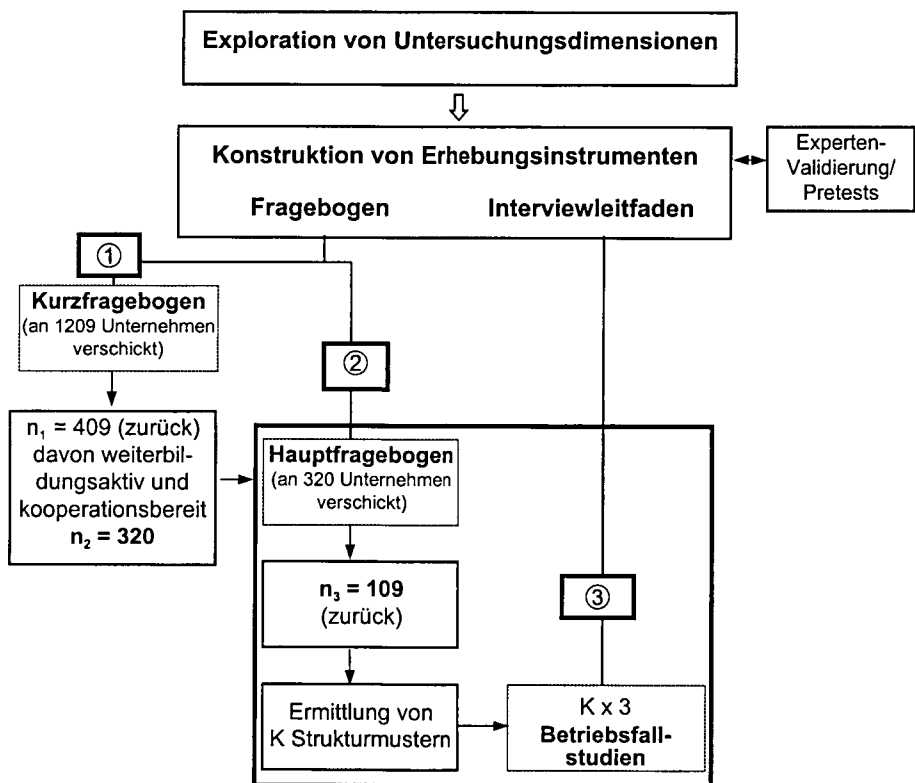 Exploration von Untersuchungsdimensionen
Konstruktion von Erhebungsinstrumenten
Fragebogen
Interviewleitfaden
Experten-
Validierung/
Pretests
①
Kurzfragebogen
(an 1209 Unternehmen
verschickt)
②
n₁ = 409 (zurück)
davon weiterbil-
dungsaktiv und
kooperationsbereit
n₂ = 320
Hauptfragebogen
(an 320 Unternehmen
verschickt)
n₃ = 109
(zurück)
③
Ermittlung von
K Strukturmustern
K x 3
Betriebsfall-
studien